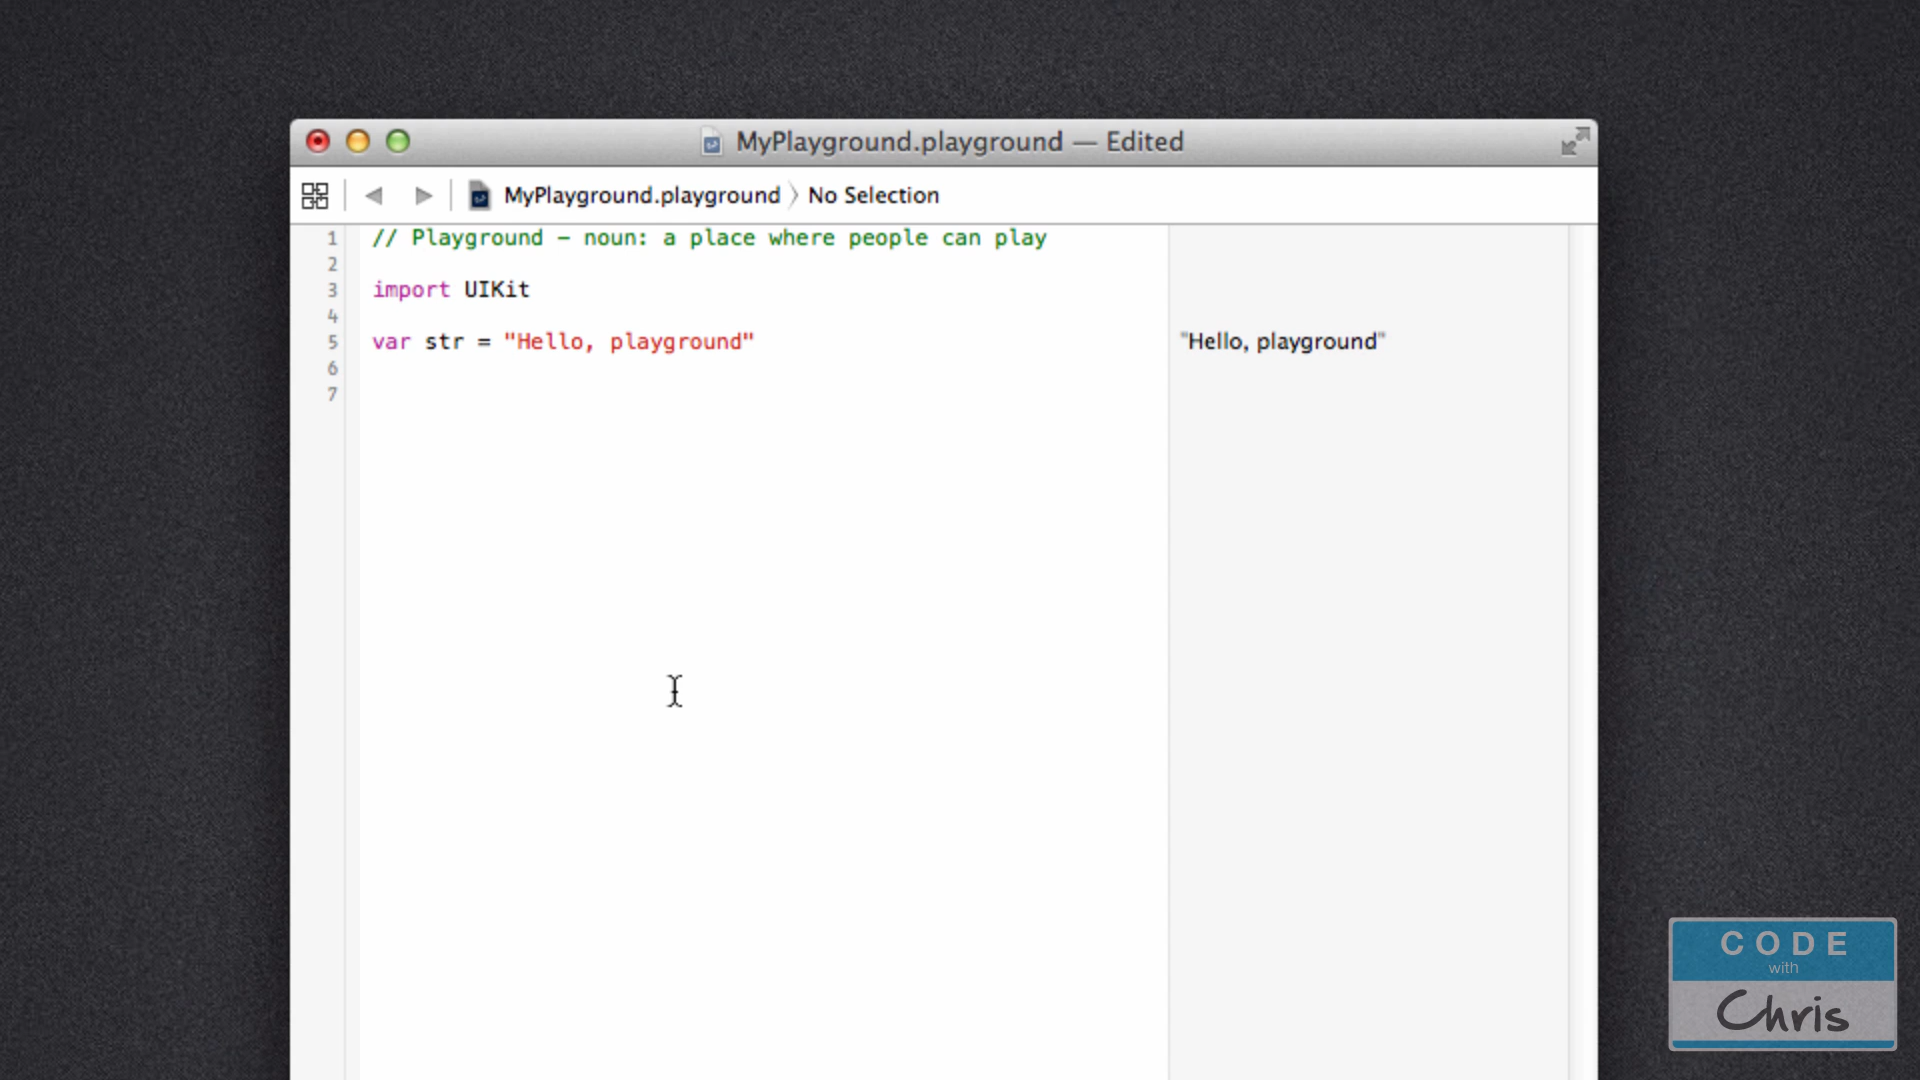 MyPlayground.playground — Edited
MyPlayground.playground 〉 No Selection
1 // Playground – noun: a place where people can play
2
3 import UIKit
4
5 var str = "Hello, playground" "Hello, playground"
6
7
CODE
with
Chris